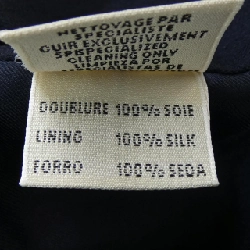 NETTOYAGE PAR
SPECIALISTE
CUIR EXCLUSIVEMENT
SPECIALIZED
CLEANING ONLY
DOUBLURE 100% SOIE
LINING 100% SILK
FORRO 100% SEDA